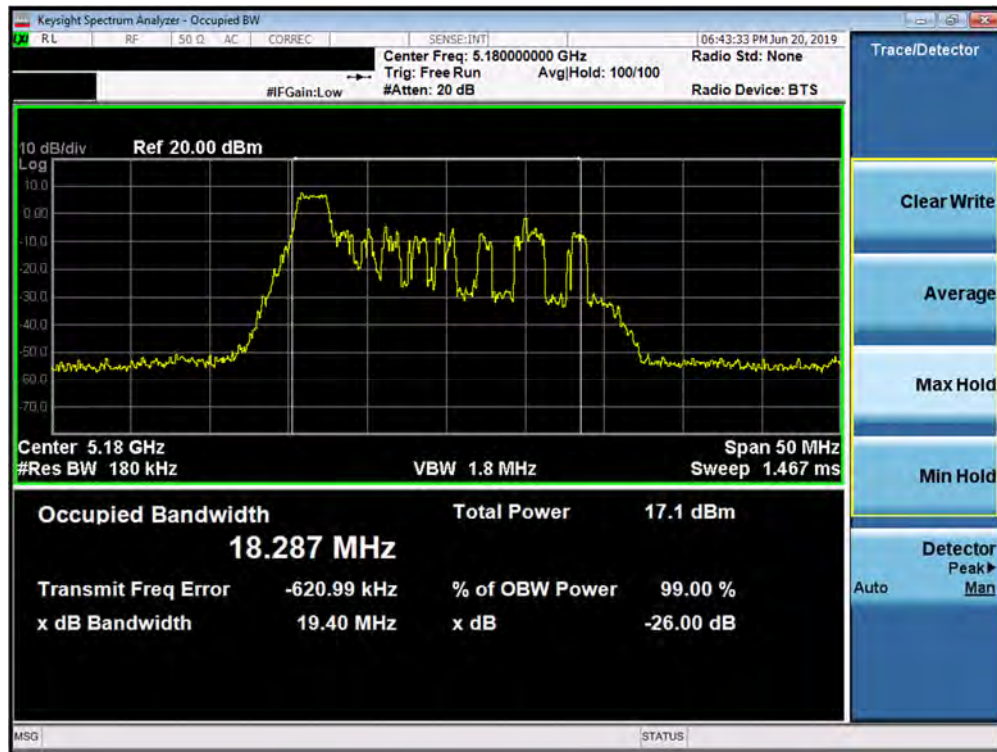 Keysight Spectrum Analyzer - Occupied BW
LXI RL RF 50 Ω AC CORREC SENSE:INT 06:43:33 PM Jun 20, 2019
Center Freq: 5.180000000 GHz Radio Std: None
Trig: Free Run Avg|Hold: 100/100
#IFGain:Low #Atten: 20 dB Radio Device: BTS
10 dB/div Ref 20.00 dBm
Log
10.0
0.00
-10.0
-20.0
-30.0
-40.0
-50.0
-60.0
-70.0
Center 5.18 GHz Span 50 MHz
#Res BW 180 kHz VBW 1.8 MHz Sweep 1.467 ms
Occupied Bandwidth Total Power 17.1 dBm
18.287 MHz
Transmit Freq Error -620.99 kHz % of OBW Power 99.00 %
x dB Bandwidth 19.40 MHz x dB -26.00 dB
MSG STATUS
Trace/Detector
Clear Write
Average
Max Hold
Min Hold
Detector
Peak▶
Auto Man